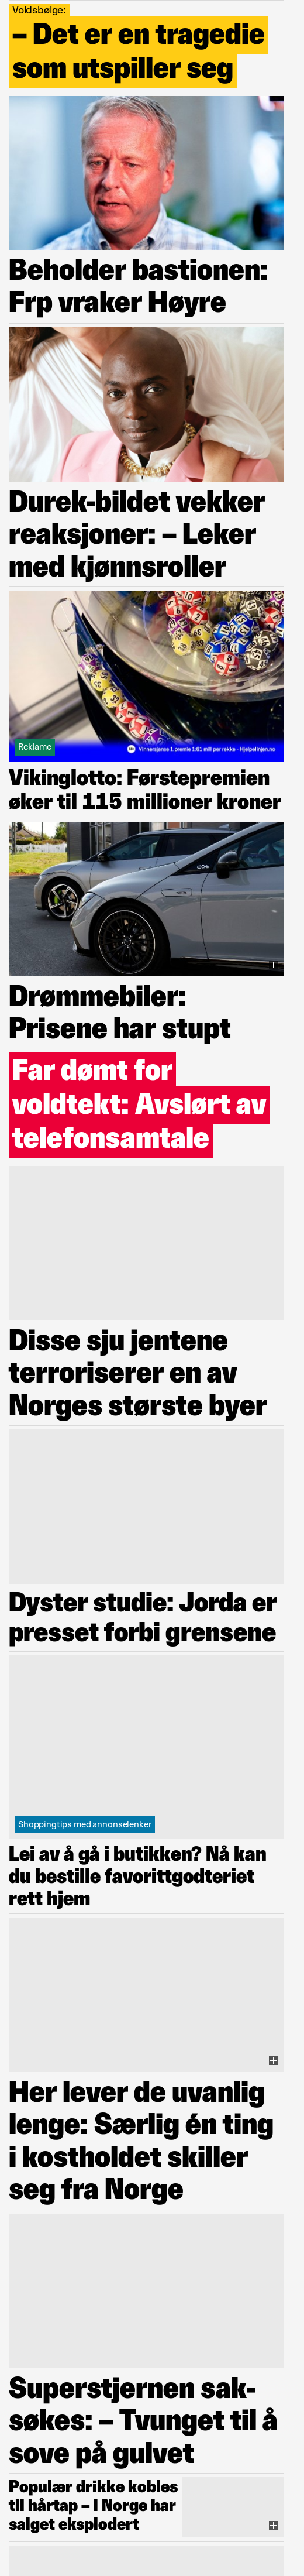 Voldsbølge:
– Det er en tragedie
som utspiller seg
Beholder bastionen:
Frp vraker Høyre
Durek-bildet vekker
reaksjoner: – Leker
med kjønnsroller
Reklame
Vinnersjanse 1.premie 1:61 mill per rekke - Hjelpelinjen.no
Vikinglotto: Førstepremien
øker til 115 millioner kroner
Drømmebiler:
Prisene har stupt
Far dømt for
voldtekt: Avslørt av
telefonsamtale
Disse sju jentene
terroriserer en av
Norges største byer
Dyster studie: Jorda er
presset forbi grensene
Shoppingtips med annonselenker
Lei av å gå i butikken? Nå kan
du bestille favorittgodteriet
rett hjem
Her lever de uvanlig
lenge: Særlig én ting
i kostholdet skiller
seg fra Norge
Superstjernen sak-
søkes: – Tvunget til å
sove på gulvet
Populær drikke kobles
til hårtap – i Norge har
salget eksplodert